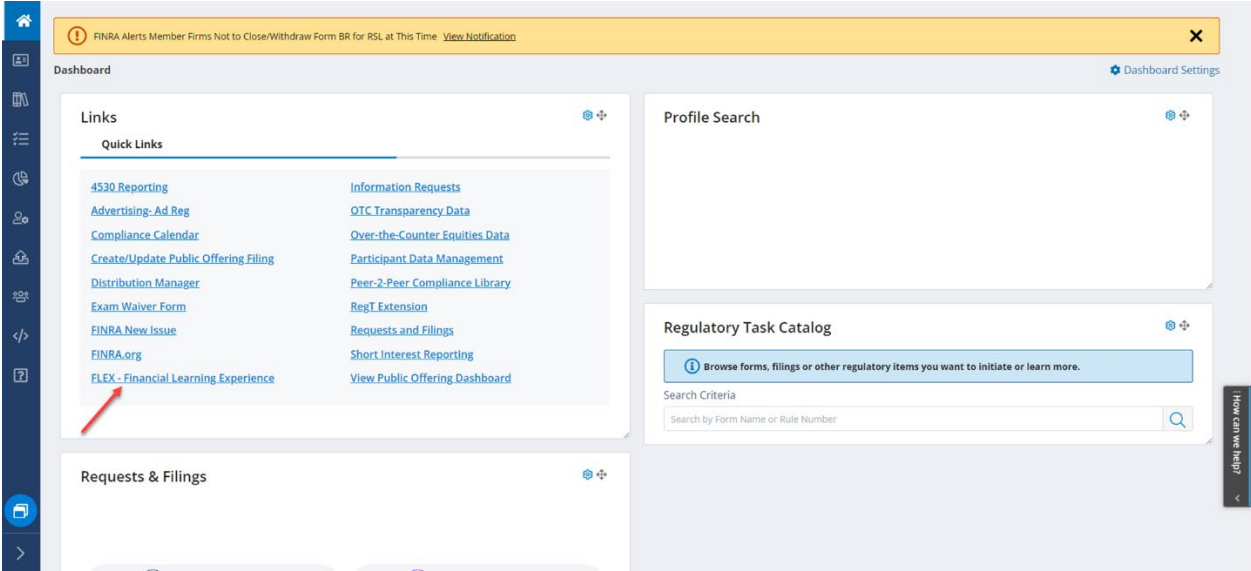 FINRA Alerts Member Firms Not to Close/Withdraw Form BR for RSL at This Time View Notification
Dashboard
Dashboard Settings
Links
Quick Links
4530 Reporting
Advertising- Ad Reg
Compliance Calendar
Create/Update Public Offering Filing
Distribution Manager
Exam Waiver Form
FINRA New Issue
FINRA.org
FLEX - Financial Learning Experience
Information Requests
OTC Transparency Data
Over-the-Counter Equities Data
Participant Data Management
Peer-2-Peer Compliance Library
RegT Extension
Requests and Filings
Short Interest Reporting
View Public Offering Dashboard
Profile Search
Regulatory Task Catalog
Browse forms, filings or other regulatory items you want to initiate or learn more.
Search Criteria
Search by Form Name or Rule Number
Requests & Filings
How can we help?